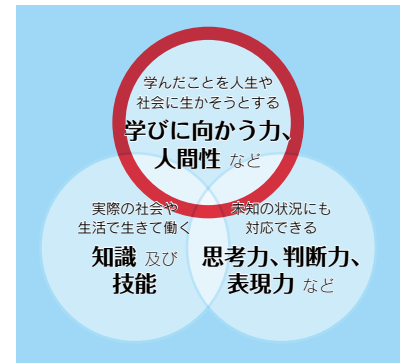 学んだことを人生や
社会に生かそうとする
学びに向かう力、
人間性 など
実際の社会や
生活で生きて働く
知識 及び
技能
未知の状況にも
対応できる
思考力、判断力、
表現力 など